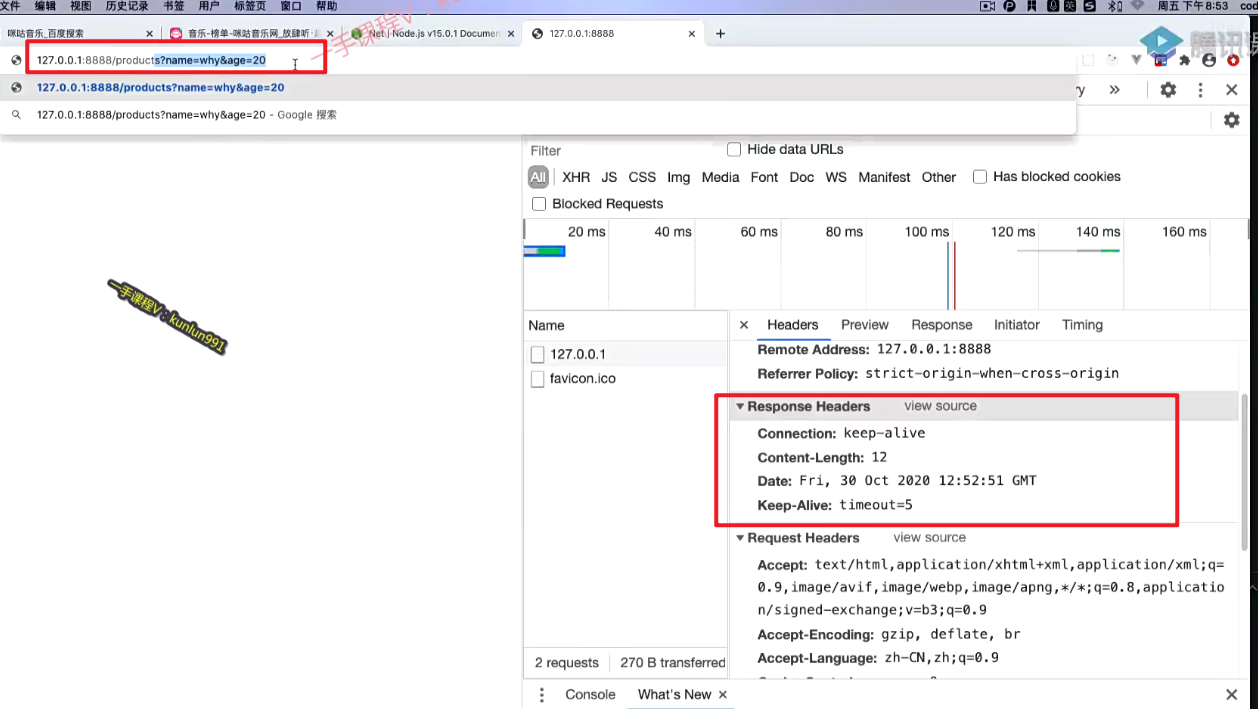 文件 编辑 视图 历史记录 书签 用户 标签页 窗口 帮助
周五下午8:53 cod
咪咕音乐_百度搜索
音乐-榜单-咪咕音乐网_放肆听·
Net | Node.js v15.0.1 Documen
127.0.0.1:8888
一手课程V:
腾讯课
127.0.0.1:8888/products?name=why&age=20
127.0.0.1:8888/products?name=why&age=20
127.0.0.1:8888/products?name=why&age=20 - Google 搜索
Filter
Hide data URLs
All XHR JS CSS Img Media Font Doc WS Manifest Other Has blocked cookies
Blocked Requests
20 ms 40 ms 60 ms 80 ms 100 ms 120 ms 140 ms 160 ms
一手课程V:kunlun991
Name
127.0.0.1
favicon.ico
2 requests 270 B transferred
Headers Preview Response Initiator Timing
Remote Address: 127.0.0.1:8888
Referrer Policy: strict-origin-when-cross-origin
Response Headers view source
Connection: keep-alive
Content-Length: 12
Date: Fri, 30 Oct 2020 12:52:51 GMT
Keep-Alive: timeout=5
Request Headers view source
Accept: text/html,application/xhtml+xml,application/xml;q=
0.9,image/avif,image/webp,image/apng,*/*;q=0.8,applicatio
n/signed-exchange;v=b3;q=0.9
Accept-Encoding: gzip, deflate, br
Accept-Language: zh-CN,zh;q=0.9
Console What's New